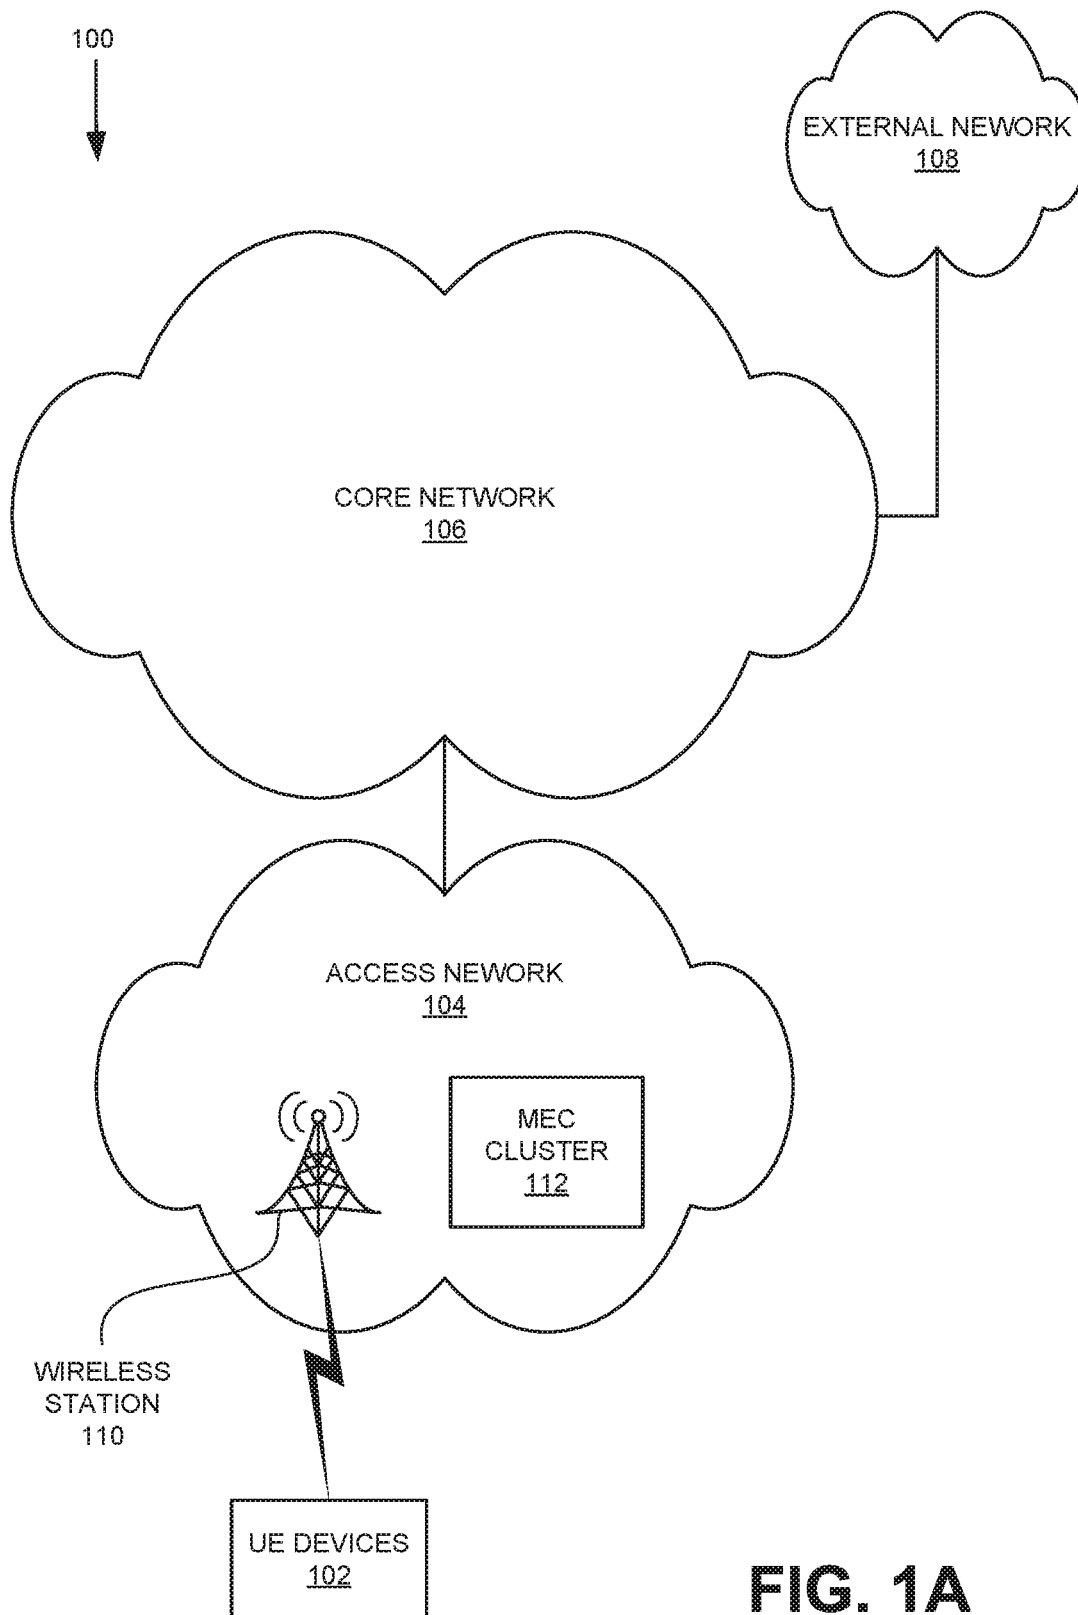 100
EXTERNAL NEWORK
108
CORE NETWORK
106
ACCESS NEWORK
104
MEC
CLUSTER
112
WIRELESS
STATION
110
UE DEVICES
102
FIG. 1A